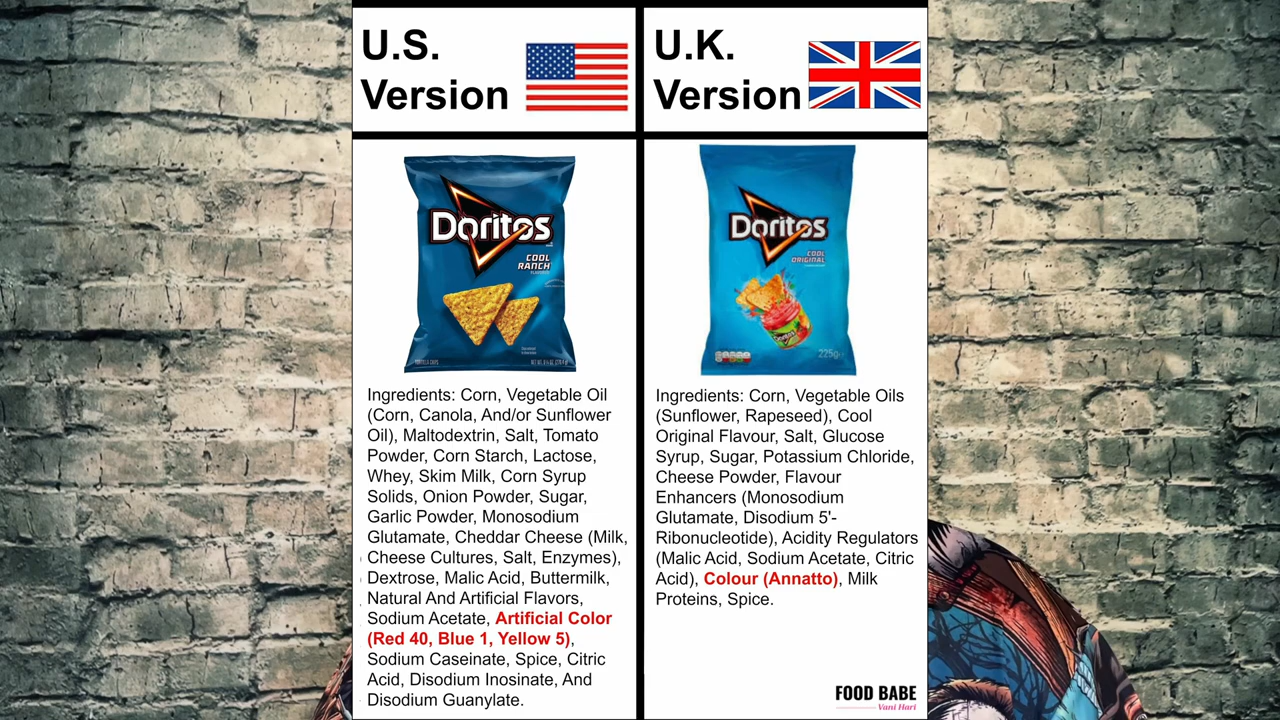 U.S.
Version
U.K.
Version
Doritos
COOL
RANCH
Doritos
COOL
ORIGINAL
Doritos
225g
Ingredients: Corn, Vegetable Oil
(Corn, Canola, And/or Sunflower
Oil), Maltodextrin, Salt, Tomato
Powder, Corn Starch, Lactose,
Whey, Skim Milk, Corn Syrup
Solids, Onion Powder, Sugar,
Garlic Powder, Monosodium
Glutamate, Cheddar Cheese (Milk,
Cheese Cultures, Salt, Enzymes),
Dextrose, Malic Acid, Buttermilk,
Natural And Artificial Flavors,
Sodium Acetate, Artificial Color
(Red 40, Blue 1, Yellow 5),
Sodium Caseinate, Spice, Citric
Acid, Disodium Inosinate, And
Disodium Guanylate.
Ingredients: Corn, Vegetable Oils
(Sunflower, Rapeseed), Cool
Original Flavour, Salt, Glucose
Syrup, Sugar, Potassium Chloride,
Cheese Powder, Flavour
Enhancers (Monosodium
Glutamate, Disodium 5'-
Ribonucleotide), Acidity Regulators
(Malic Acid, Sodium Acetate, Citric
Acid), Colour (Annatto), Milk
Proteins, Spice.
FOOD BABE
Vani Hari